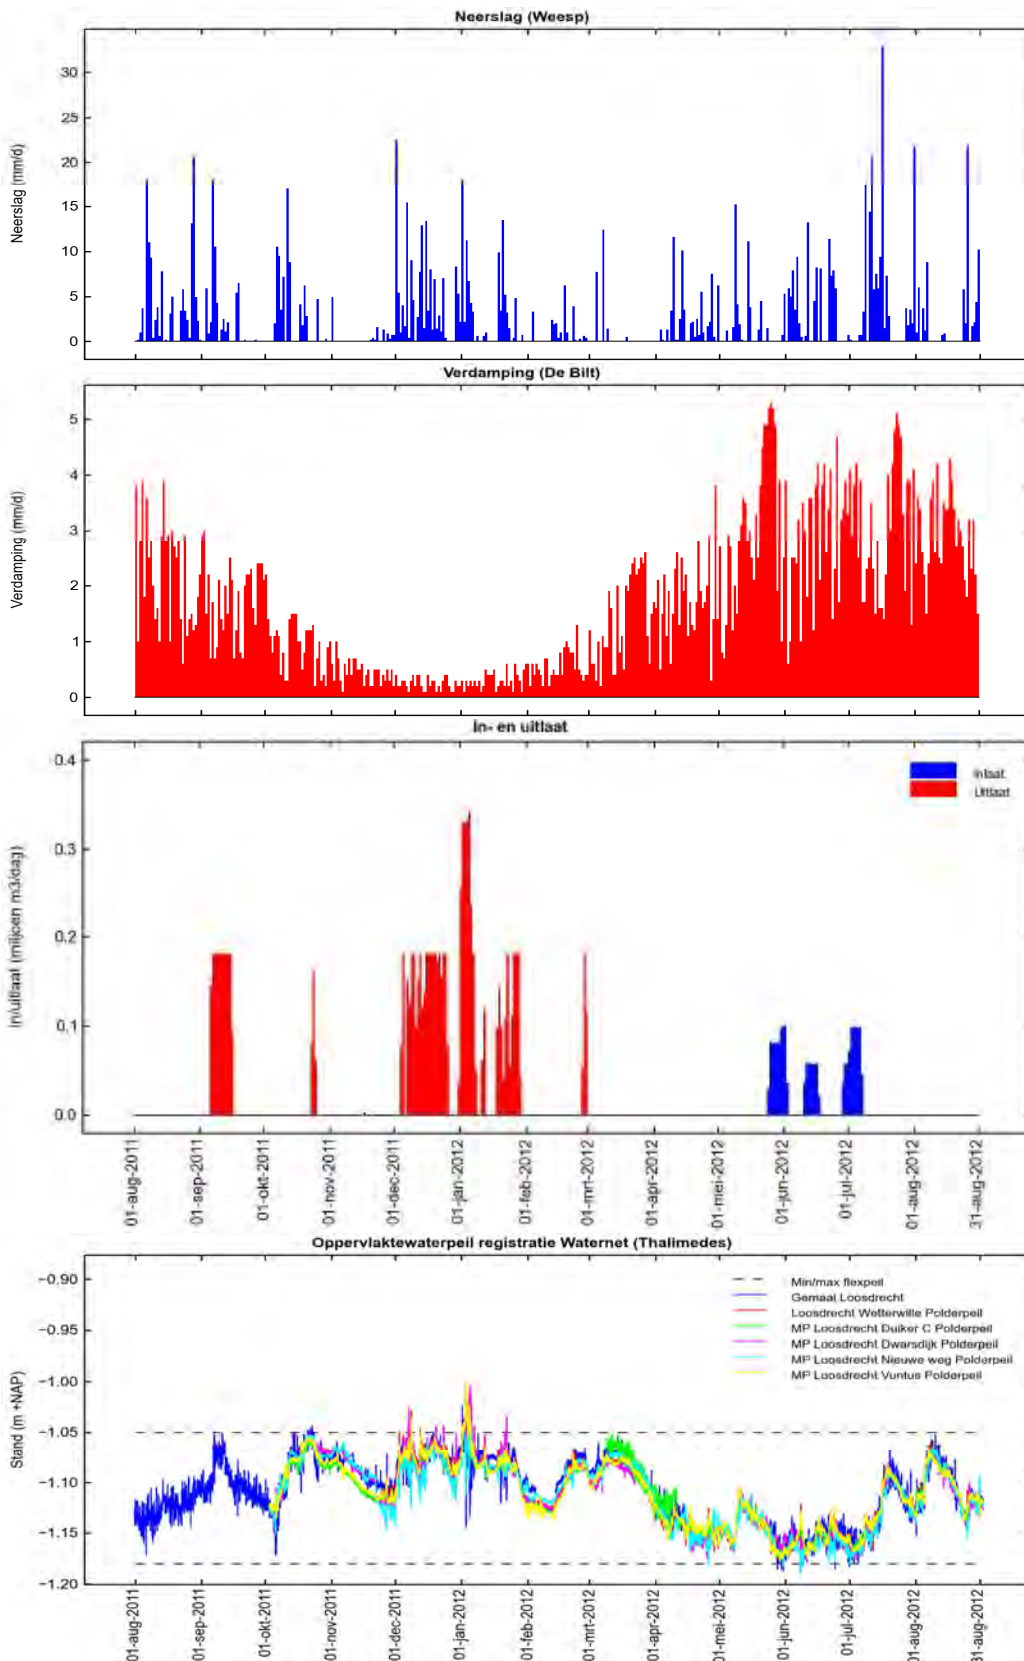 Neerslag (Weesp)
Neerslag (mm/d)
30
25
20
15
10
5
0
Verdamping (De Bilt)
Verdamping (mm/d)
5
4
3
2
1
0
In- en uitlaat
In/uitlaat (miljoen m3/dag)
0.4
0.3
0.2
0.1
0.0
Inlaat
Uitlaat
01-aug-2011
01-sep-2011
01-okt-2011
01-nov-2011
01-dec-2011
01-jan-2012
01-feb-2012
01-mrt-2012
01-apr-2012
01-mei-2012
01-jun-2012
01-jul-2012
01-aug-2012
31-aug-2012
Oppervlaktewaterpeil registratie Waternet (Thalimedes)
Stand (m +NAP)
−0.90
−0.95
−1.00
−1.05
−1.10
−1.15
−1.20
Min/max flexpeil
Gemaal Loosdrecht
Loosdrecht Wetterwille Polderpeil
MP Loosdrecht Duiker C Polderpeil
MP Loosdrecht Dwarsdijk Polderpeil
MP Loosdrecht Nieuwe weg Polderpeil
MP Loosdrecht Vuntus Polderpeil
01-aug-2011
01-sep-2011
01-okt-2011
01-nov-2011
01-dec-2011
01-jan-2012
01-feb-2012
01-mrt-2012
01-apr-2012
01-mei-2012
01-jun-2012
01-jul-2012
01-aug-2012
31-aug-2012